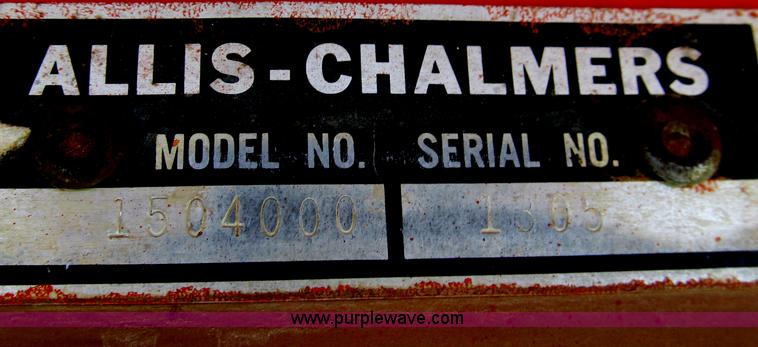 ALLIS-CHALMERS
MODEL NO. SERIAL NO.
1504000 1305
www.purplewave.com